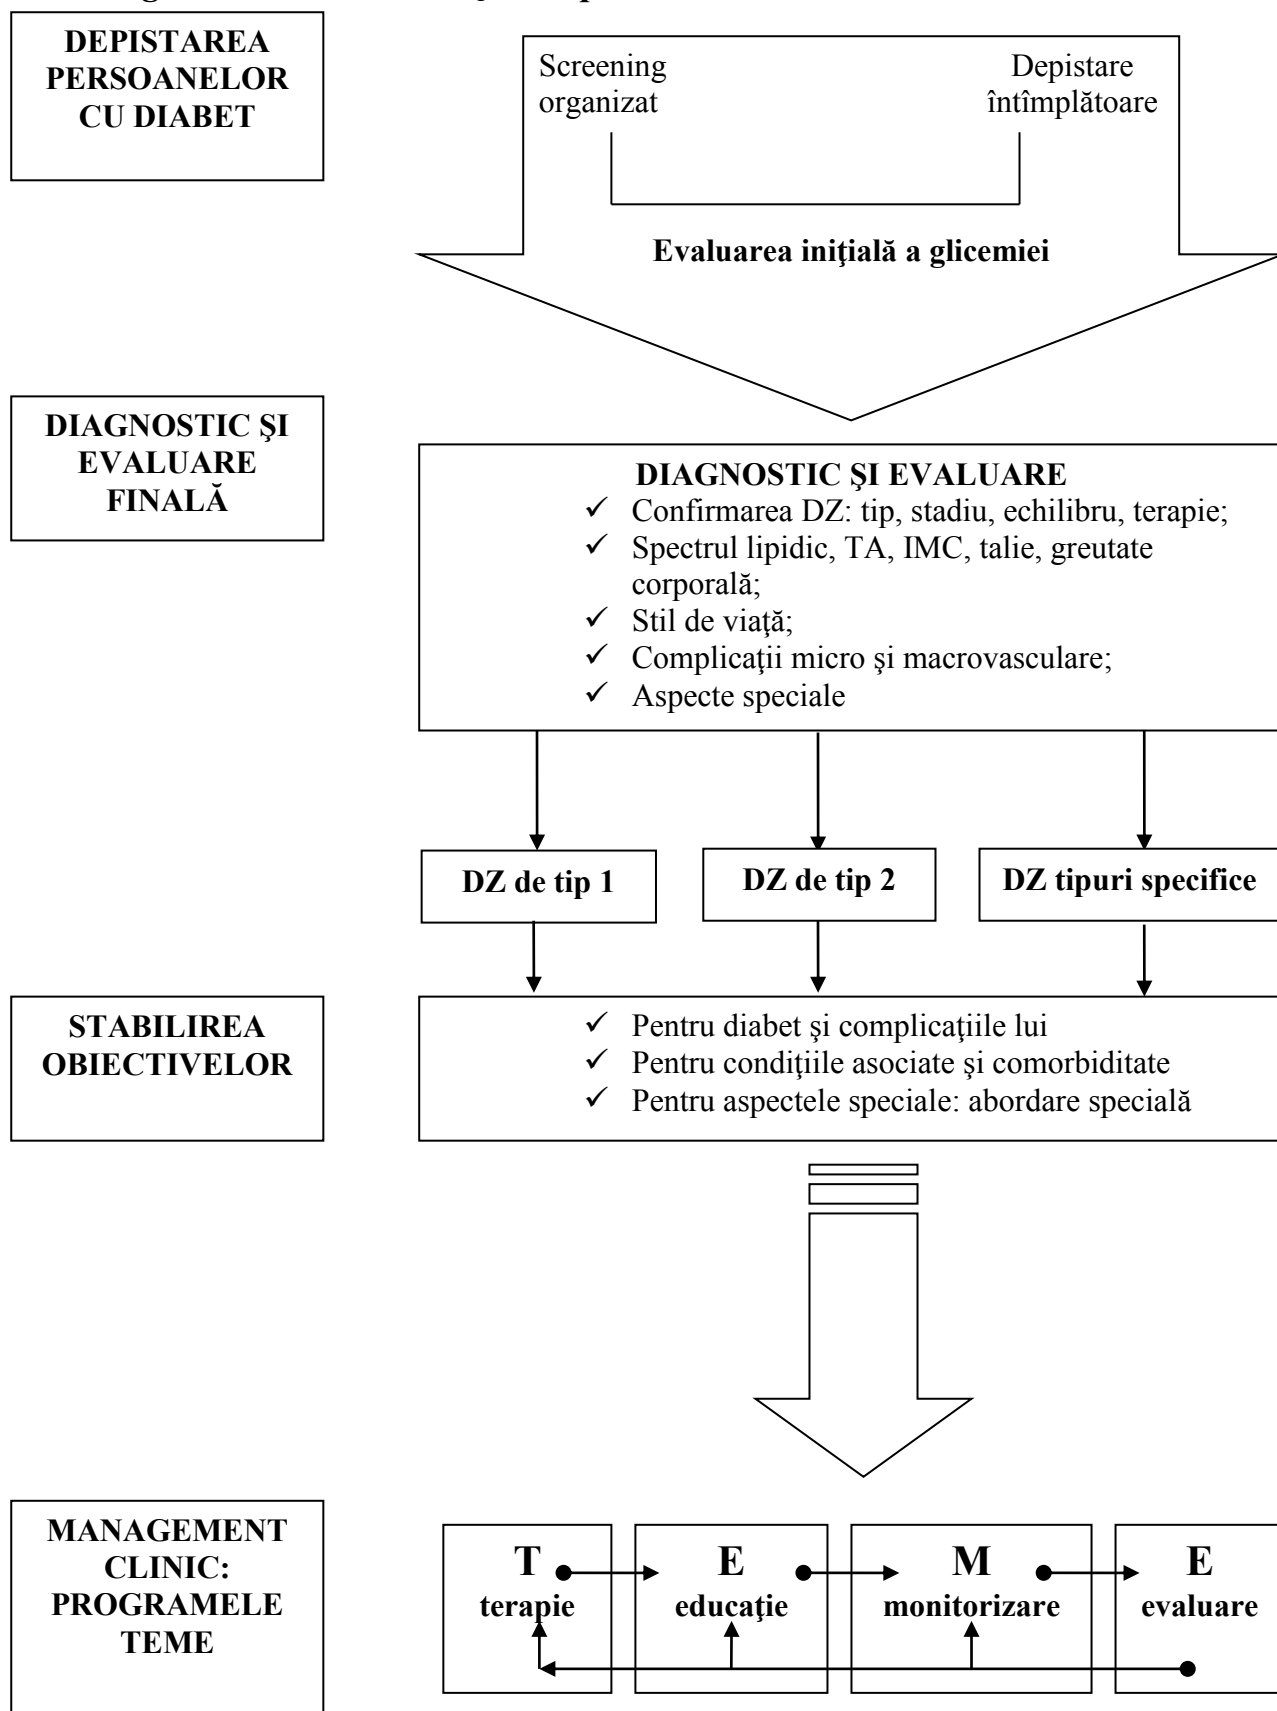 DEPISTAREA
PERSOANELOR
CU DIABET
Screening
organizat
Depistare
întîmplătoare
Evaluarea iniţială a glicemiei
DIAGNOSTIC ŞI
EVALUARE
FINALĂ
DIAGNOSTIC ŞI EVALUARE
✓ Confirmarea DZ: tip, stadiu, echilibru, terapie;
✓ Spectrul lipidic, TA, IMC, talie, greutate
corporală;
✓ Stil de viaţă;
✓ Complicaţii micro şi macrovasculare;
✓ Aspecte speciale
DZ de tip 1
DZ de tip 2
DZ tipuri specifice
STABILIREA
OBIECTIVELOR
✓ Pentru diabet şi complicaţiile lui
✓ Pentru condiţiile asociate şi comorbiditate
✓ Pentru aspectele speciale: abordare specială
MANAGEMENT
CLINIC:
PROGRAMELE
TEME
T
terapie
E
educaţie
M
monitorizare
E
evaluare